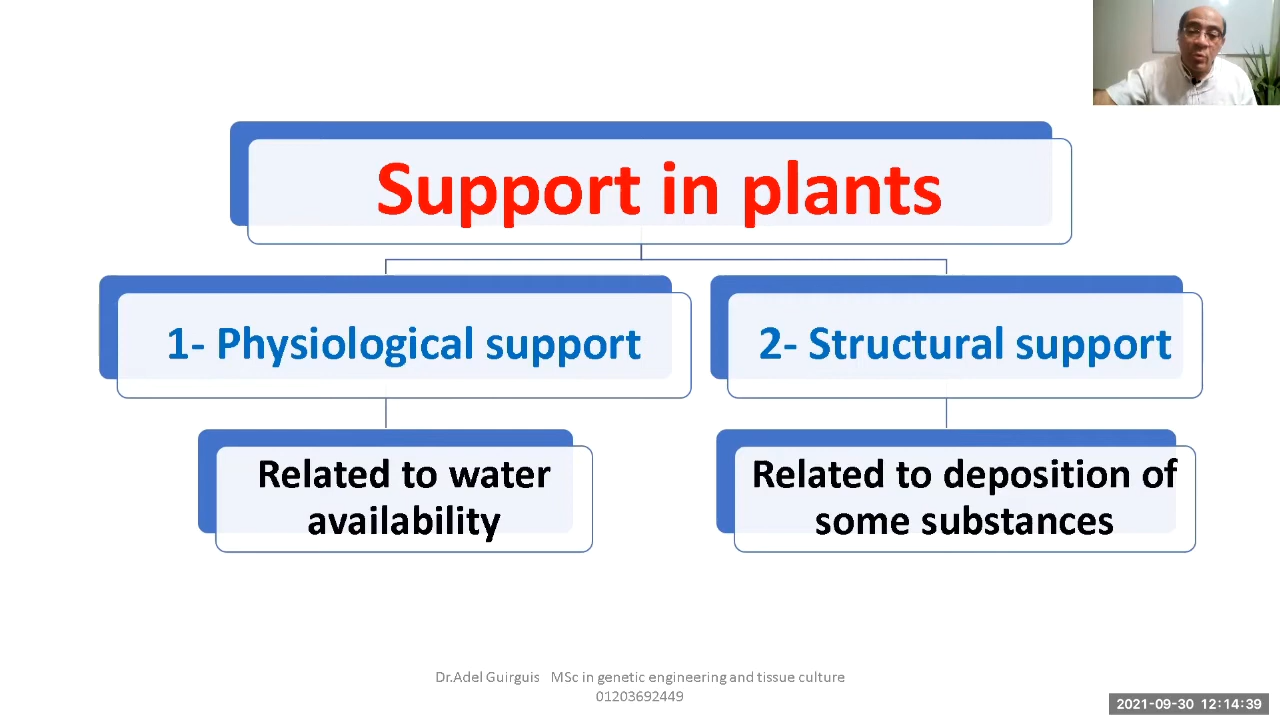 Support in plants
1- Physiological support
2- Structural support
Related to water
availability
Related to deposition of
some substances
Dr.Adel Guirguis MSc in genetic engineering and tissue culture
01203692449
2021-09-30 12:14:39